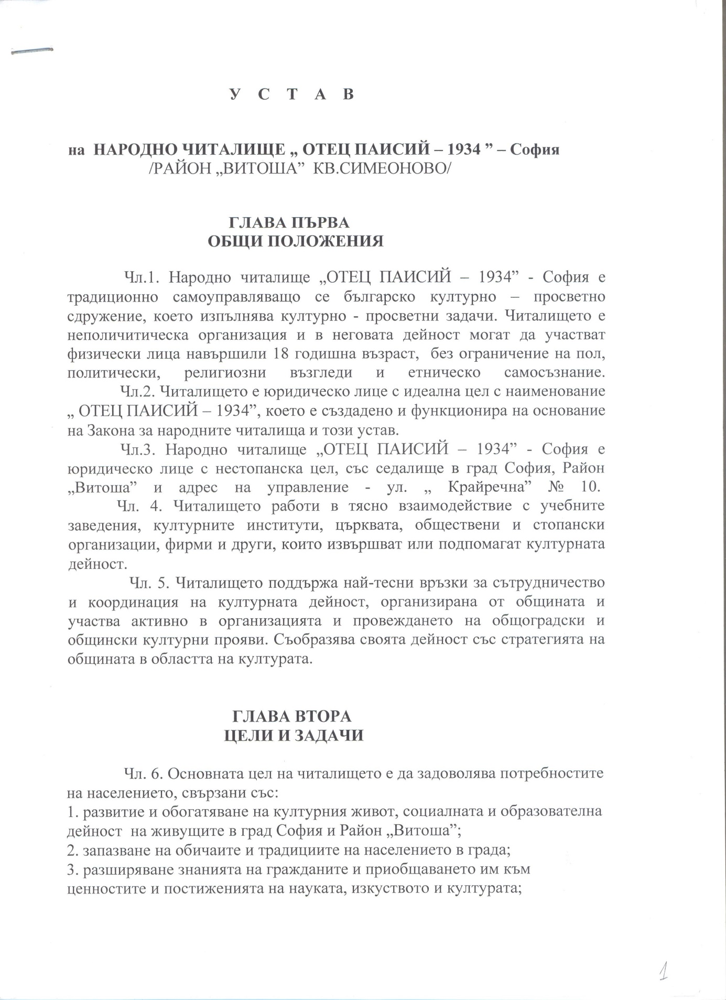 У С Т А В
на НАРОДНО ЧИТАЛИЩЕ „ ОТЕЦ ПАИСИЙ – 1934 ” – София
/РАЙОН „ВИТОША” КВ.СИМЕОНОВО/
ГЛАВА ПЪРВА
ОБЩИ ПОЛОЖЕНИЯ
Чл.1. Народно читалище „ОТЕЦ ПАИСИЙ – 1934” - София е
традиционно самоуправляващо се българско културно – просветно
сдружение, което изпълнява културно - просветни задачи. Читалището е
неполичитическа организация и в неговата дейност могат да участват
физически лица навършили 18 годишна възраст, без ограничение на пол,
политически, религиозни възгледи и етническо самосъзнание.
Чл.2. Читалището е юридическо лице с идеална цел с наименование
„ ОТЕЦ ПАИСИЙ – 1934”, което е създадено и функционира на основание
на Закона за народните читалища и този устав.
Чл.3. Народно читалище „ОТЕЦ ПАИСИЙ – 1934” - София е
юридическо лице с нестопанска цел, със седалище в град София, Район
„Витоша” и адрес на управление - ул. „ Крайречна” № 10.
Чл. 4. Читалището работи в тясно взаимодействие с учебните
заведения, културните институти, църквата, обществени и стопански
организации, фирми и други, които извършват или подпомагат културната
дейност.
Чл. 5. Читалището поддържа най-тесни връзки за сътрудничество
и координация на културната дейност, организирана от общината и
участва активно в организацията и провеждането на общоградски и
общински културни прояви. Съобразява своята дейност със стратегията на
общината в областта на културата.
ГЛАВА ВТОРА
ЦЕЛИ И ЗАДАЧИ
Чл. 6. Основната цел на читалището е да задоволява потребностите
на населението, свързани със:
1. развитие и обогатяване на културния живот, социалната и образователна
дейност на живущите в град София и Район „Витоша”;
2. запазване на обичаите и традициите на населението в града;
3. разширяване знанията на гражданите и приобщаването им към
ценностите и постиженията на науката, изкуството и културата;
1